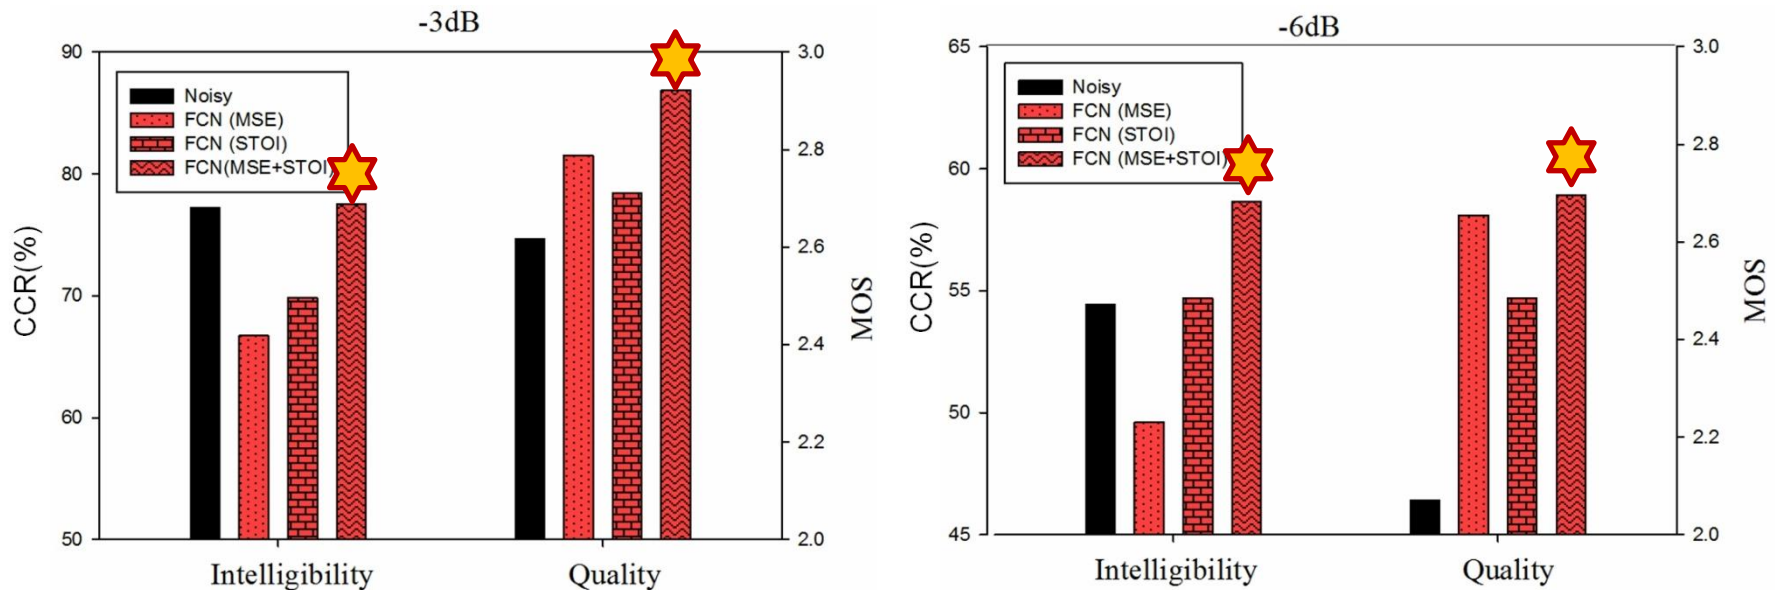 -3dB
90
80
70
60
50
CCR(%)
Noisy
FCN (MSE)
FCN (STOI)
FCN(MSE+STOI)
3.0
2.8
2.6
2.4
2.2
2.0
MOS
Intelligibility
Quality
-6dB
65
60
55
50
45
CCR(%)
Noisy
FCN (MSE)
FCN (STOI)
FCN (MSE+STOI)
3.0
2.8
2.6
2.4
2.2
2.0
MOS
Intelligibility
Quality